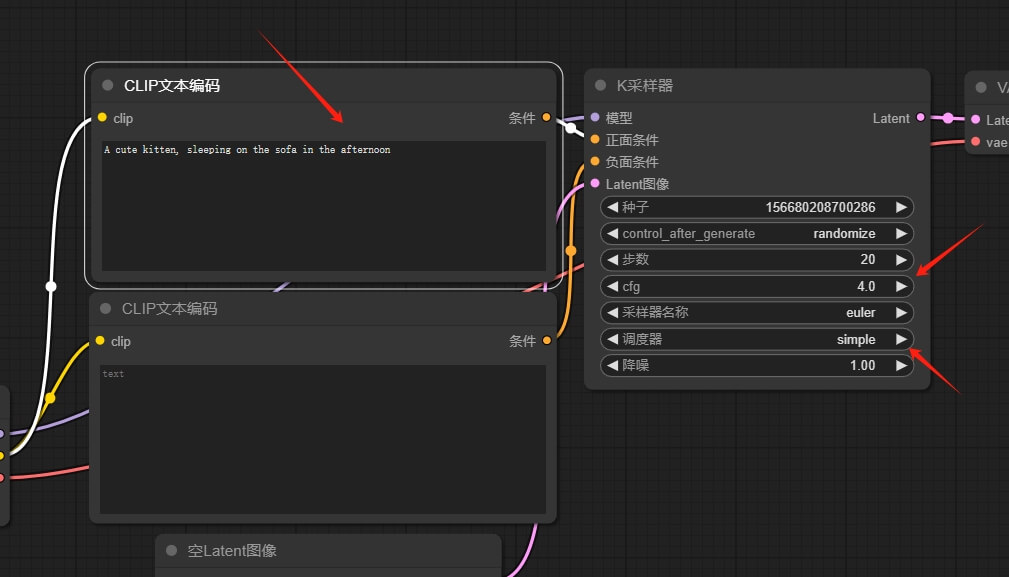 CLIP文本编码
clip
条件
A cute kitten, sleeping on the sofa in the afternoon
CLIP文本编码
clip
条件
text
空Latent图像
K采样器
模型
Latent
正面条件
负面条件
Latent图像
种子 156680208700286
control_after_generate randomize
步数 20
cfg 4.0
采样器名称 euler
调度器 simple
降噪 1.00
VA
Late
vae